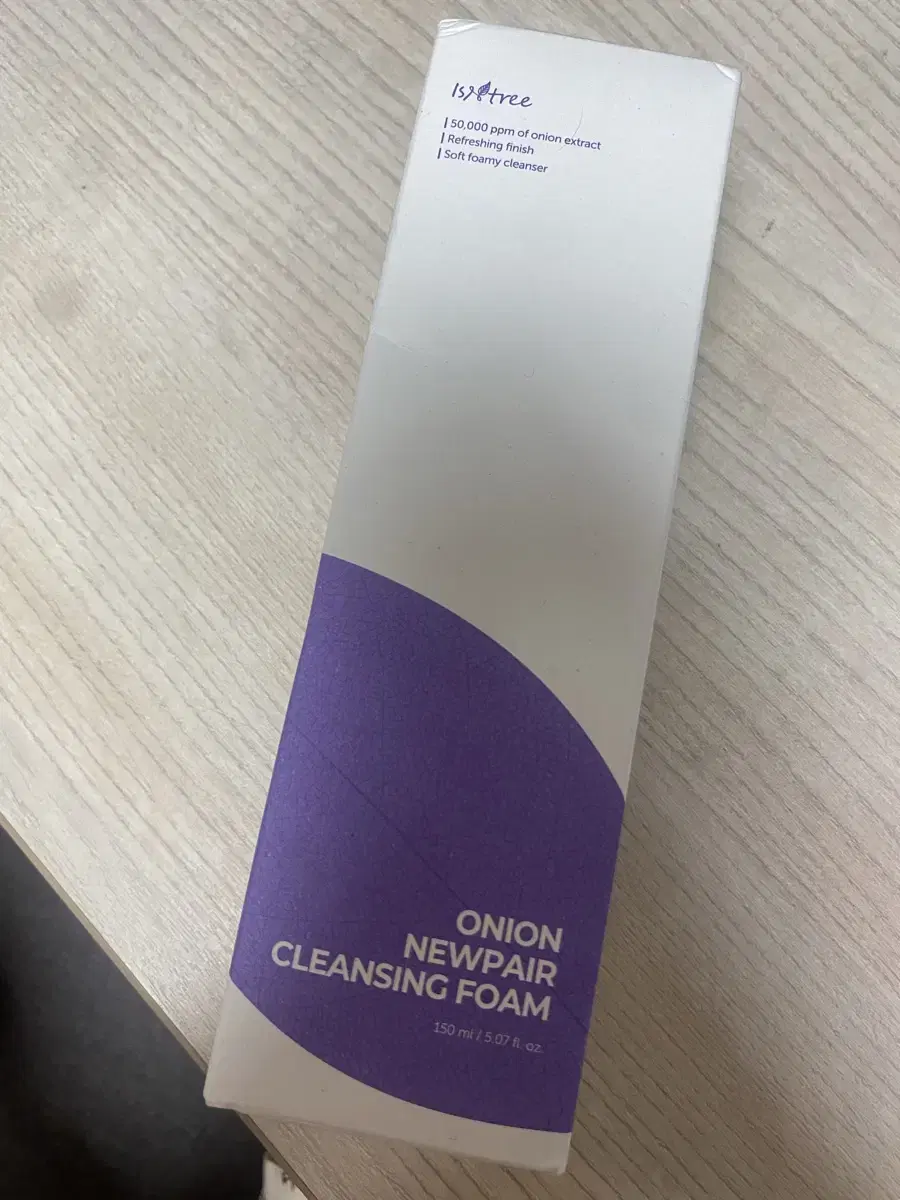 Isntree
| 50,000 ppm of onion extract
| Refreshing finish
| Soft foamy cleanser
ONION
NEWPAIR
CLEANSING FOAM
150 ml / 5.07 fl. oz.